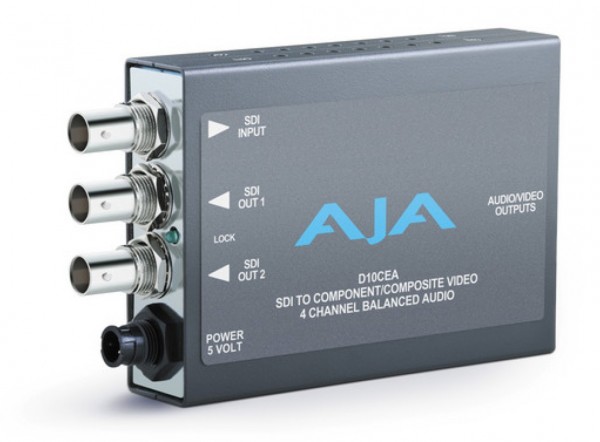 SDI
INPUT
SDI
OUT 1
LOCK
SDI
OUT 2
POWER
5 VOLT
AJA
D10CEA
SDI TO COMPONENT/COMPOSITE VIDEO
4 CHANNEL BALANCED AUDIO
AUDIO/VIDEO
OUTPUTS